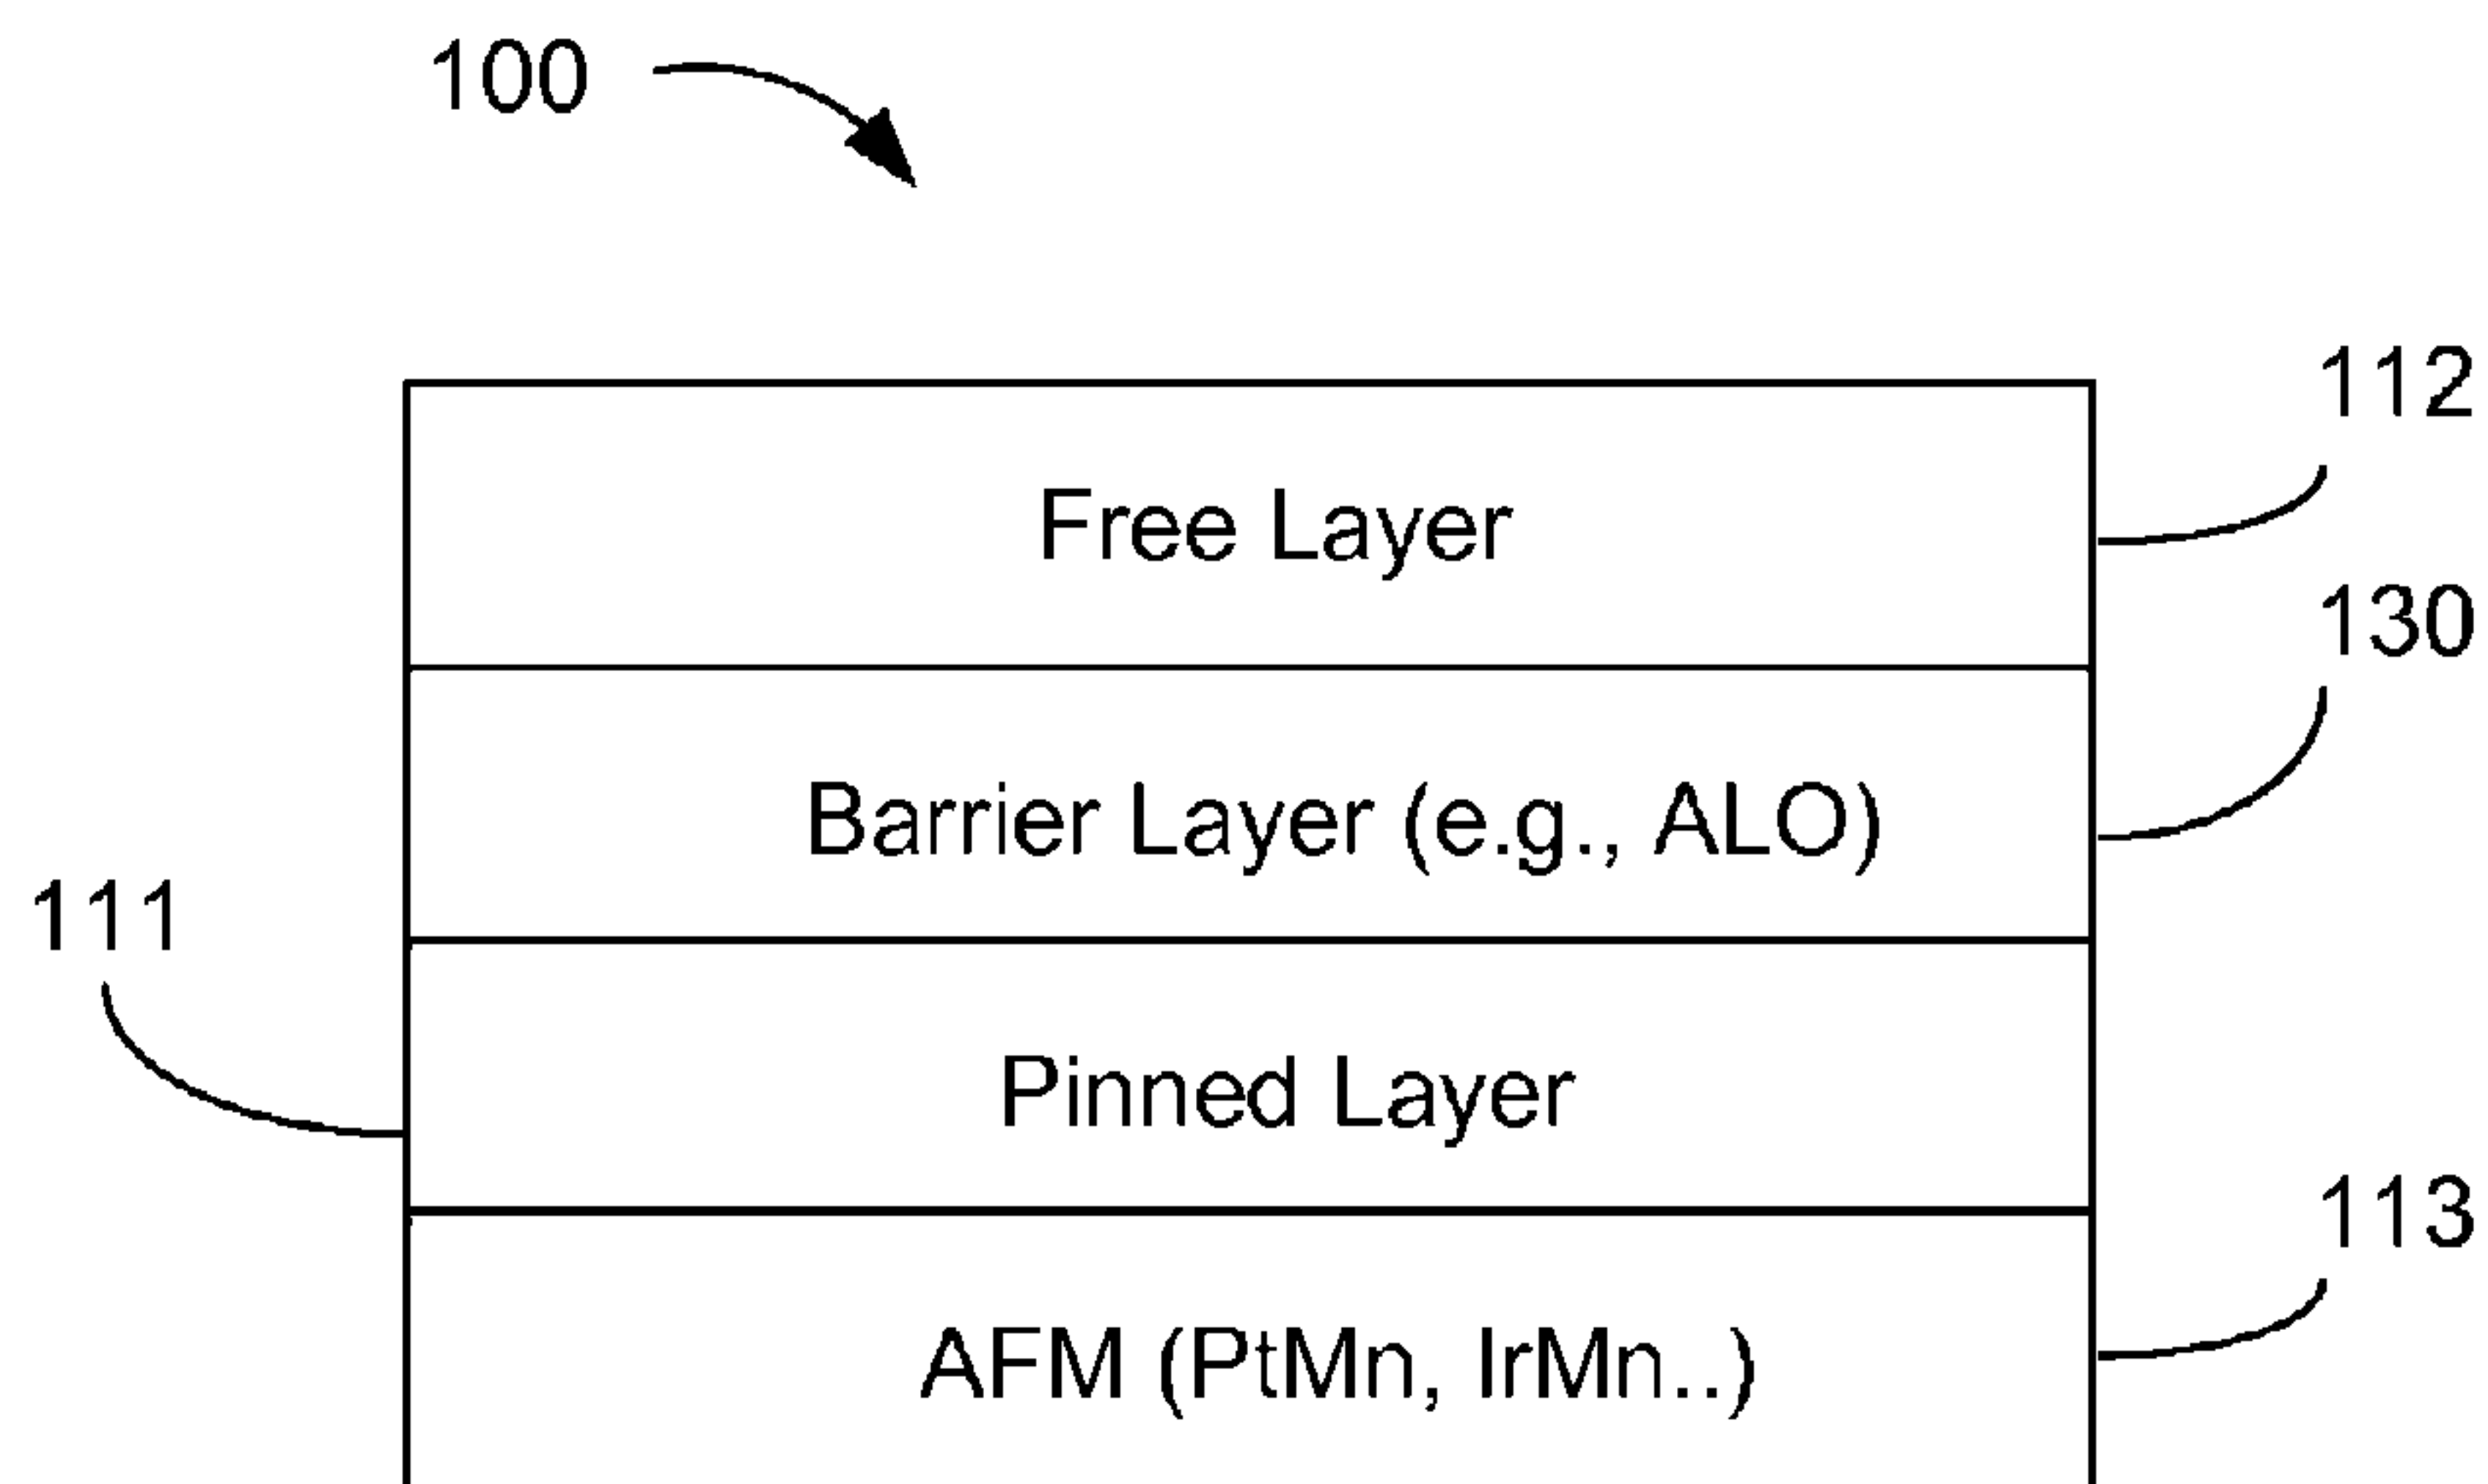 100
112
Free Layer
130
Barrier Layer (e.g., ALO)
111
Pinned Layer
113
AFM (PtMn, IrMn..)